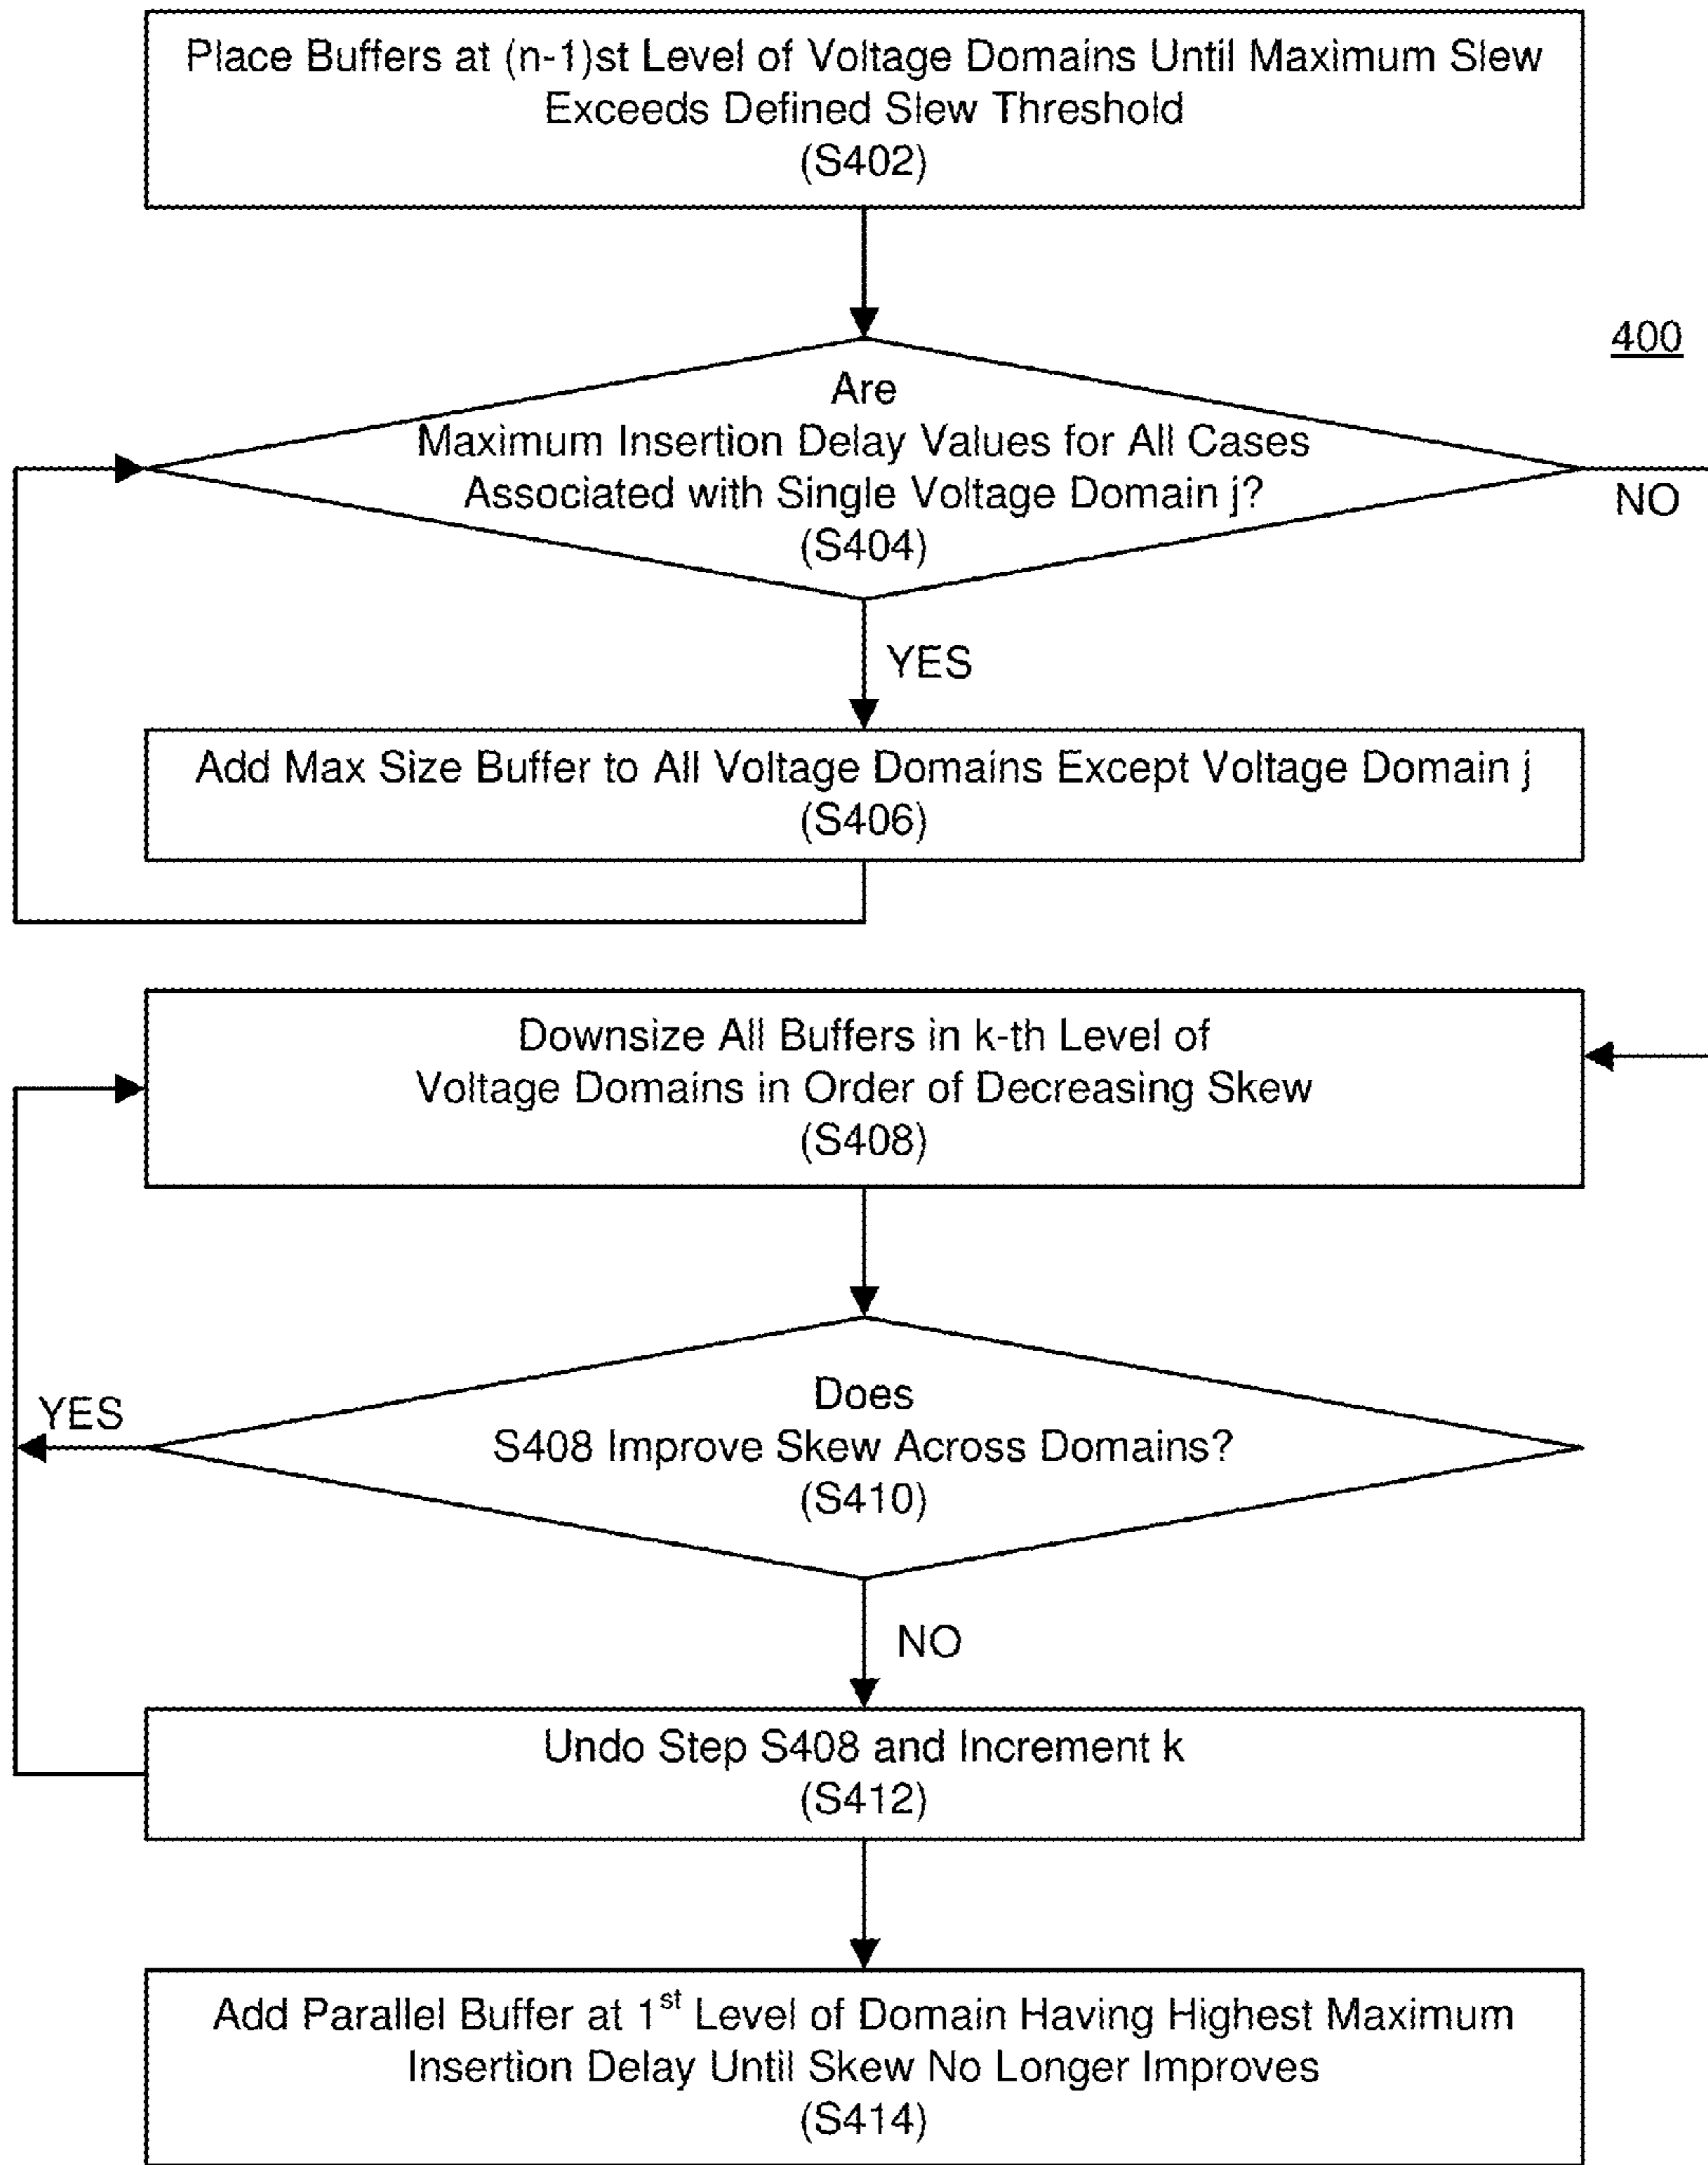 Place Buffers at (n-1)st Level of Voltage Domains Until Maximum Slew
Exceeds Defined Slew Threshold
(S402)
400
Are
Maximum Insertion Delay Values for All Cases
Associated with Single Voltage Domain j?
(S404)
NO
YES
Add Max Size Buffer to All Voltage Domains Except Voltage Domain j
(S406)
Downsize All Buffers in k-th Level of
Voltage Domains in Order of Decreasing Skew
(S408)
YES
Does
S408 Improve Skew Across Domains?
(S410)
NO
Undo Step S408 and Increment k
(S412)
Add Parallel Buffer at 1st Level of Domain Having Highest Maximum
Insertion Delay Until Skew No Longer Improves
(S414)